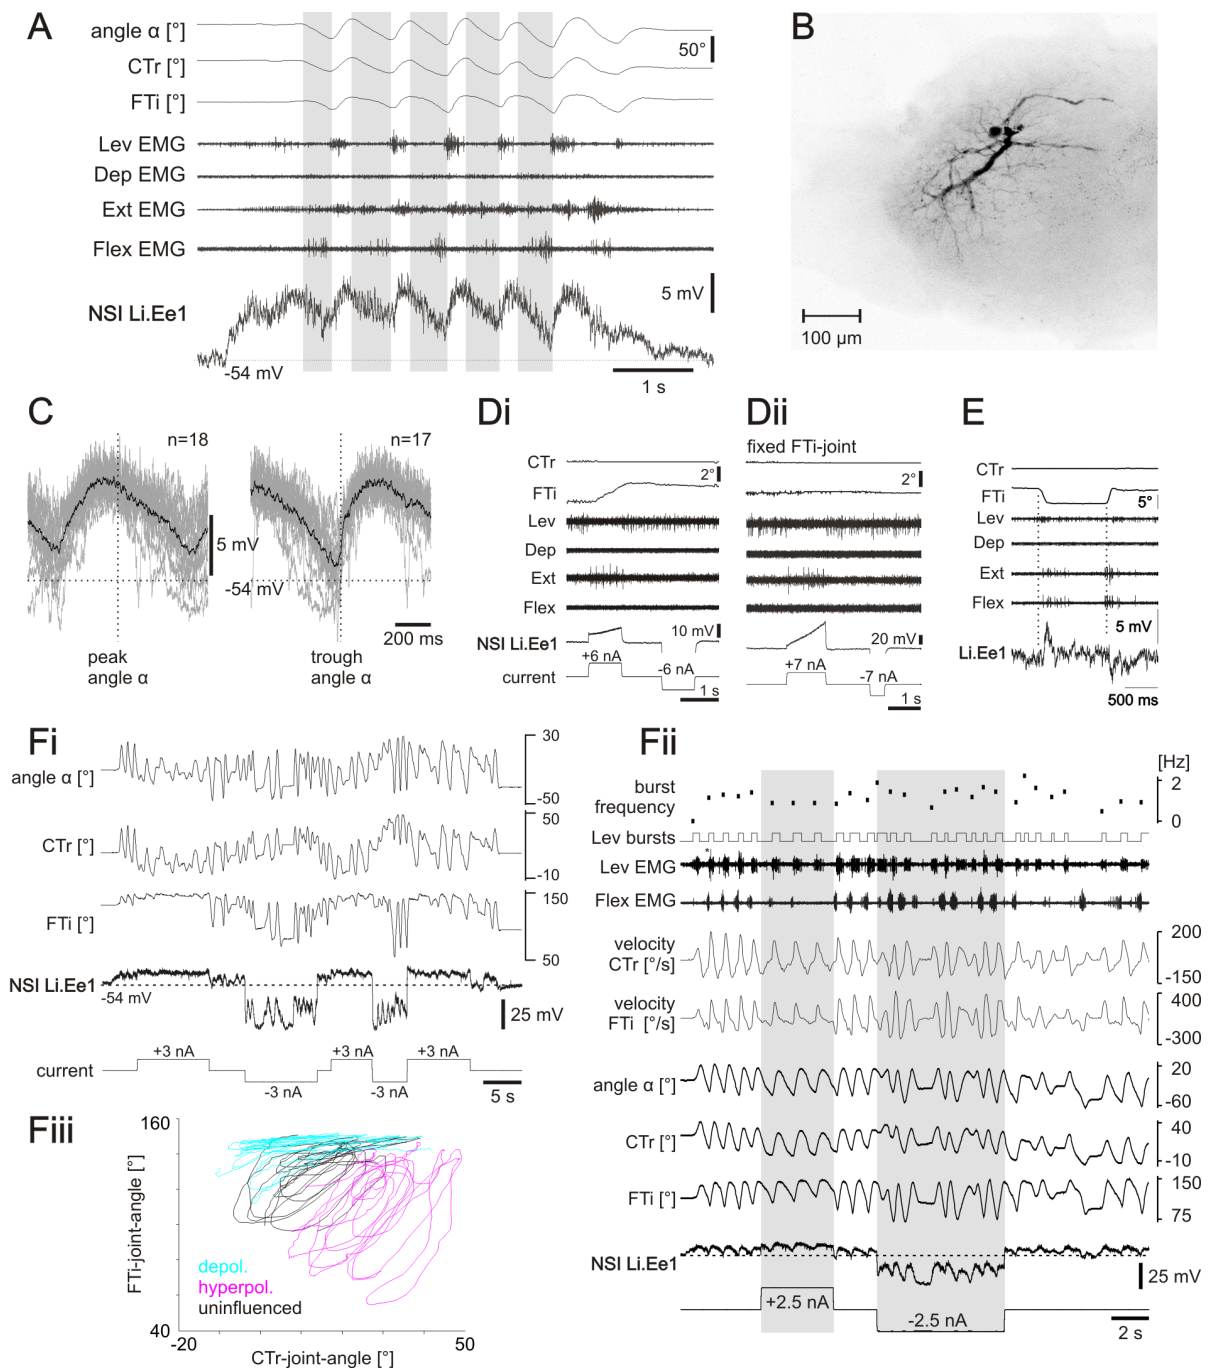 A
angle α [°]
50°
CTr [°]
FTi [°]
Lev EMG
Dep EMG
Ext EMG
Flex EMG
5 mV
NSI Li.Ee1
-54 mV
1 s
B
100 µm
C
n=18
n=17
5 mV
-54 mV
200 ms
peak
angle α
trough
angle α
Di
CTr
2°
FTi
Lev
Dep
Ext
Flex
10 mV
NSI Li.Ee1
+6 nA
-6 nA
current
1 s
Dii
fixed FTi-joint
2°
20 mV
+7 nA
-7 nA
1 s
E
CTr
FTi
5°
Lev
Dep
Ext
Flex
5 mV
Li.Ee1
500 ms
Fi
30
angle α [°]
-50
50
CTr [°]
-10
150
FTi [°]
50
NSI Li.Ee1
-54 mV
25 mV
+3 nA
+3 nA
+3 nA
current
-3 nA
-3 nA
5 s
Fii
[Hz]
burst
frequency
2
0
Lev bursts
*
Lev EMG
Flex EMG
velocity
CTr [°/s]
200
-150
velocity
FTi [°/s]
400
-300
angle α [°]
20
-60
CTr [°]
40
-10
FTi [°]
150
75
NSI Li.Ee1
25 mV
+2.5 nA
-2.5 nA
2 s
Fiii
160
FTi-joint-angle [°]
depol.
hyperpol.
uninfluenced
40
-20
50
CTr-joint-angle [°]